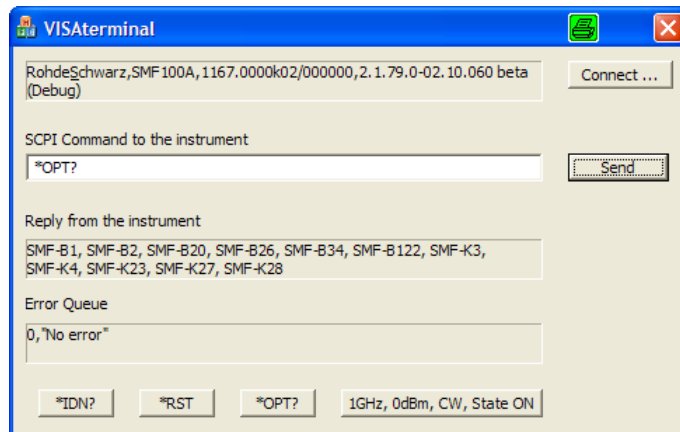 VISAterminal
RohdeSchwarz,SMF100A,1167.0000k02/000000,2.1.79.0-02.10.060 beta
(Debug)
Connect ...
SCPI Command to the instrument
*OPT?
Send
Reply from the instrument
SMF-B1, SMF-B2, SMF-B20, SMF-B26, SMF-B34, SMF-B122, SMF-K3,
SMF-K4, SMF-K23, SMF-K27, SMF-K28
Error Queue
0,"No error"
*IDN? *RST *OPT? 1GHz, 0dBm, CW, State ON